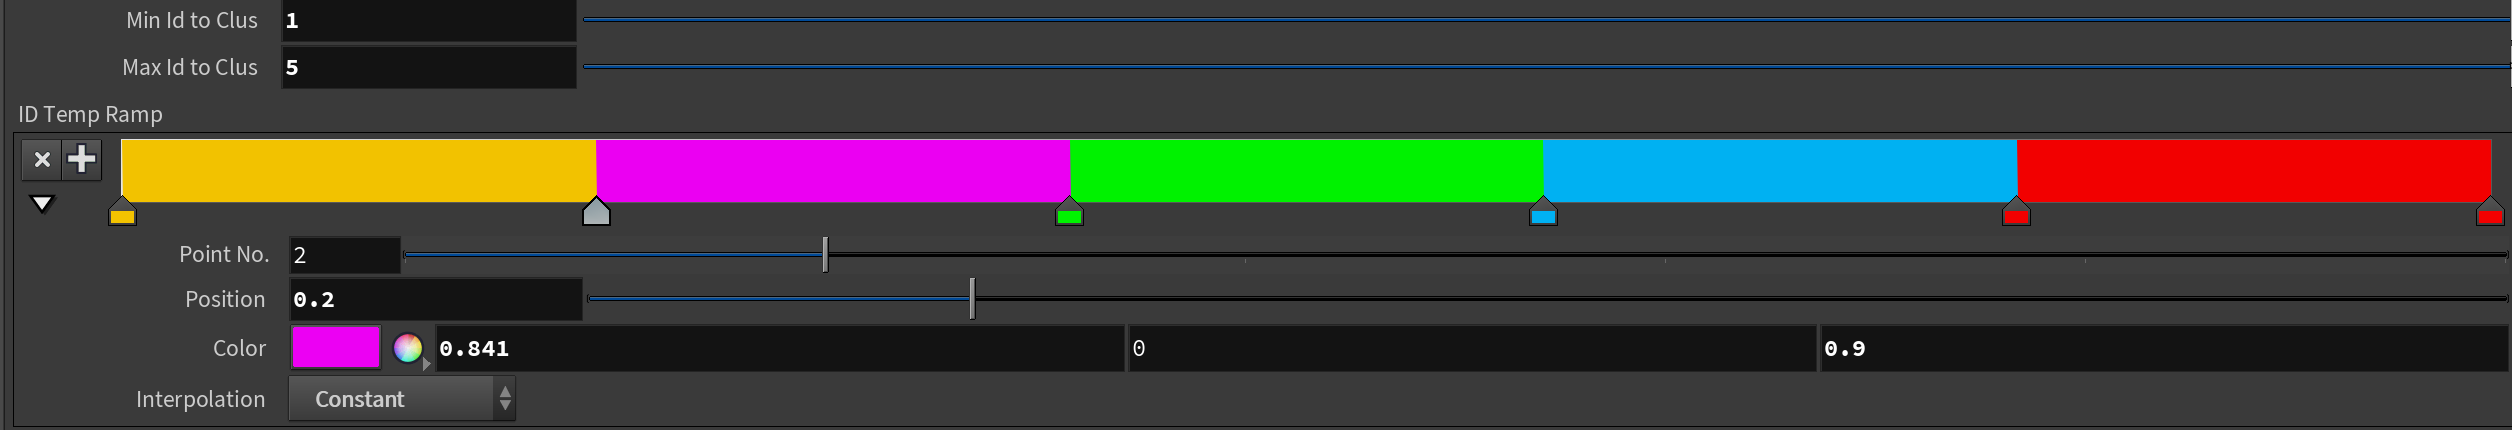 Min Id to Clus 1
Max Id to Clus 5
ID Temp Ramp
Point No. 2
Position 0.2
Color 0.841 0 0.9
Interpolation Constant